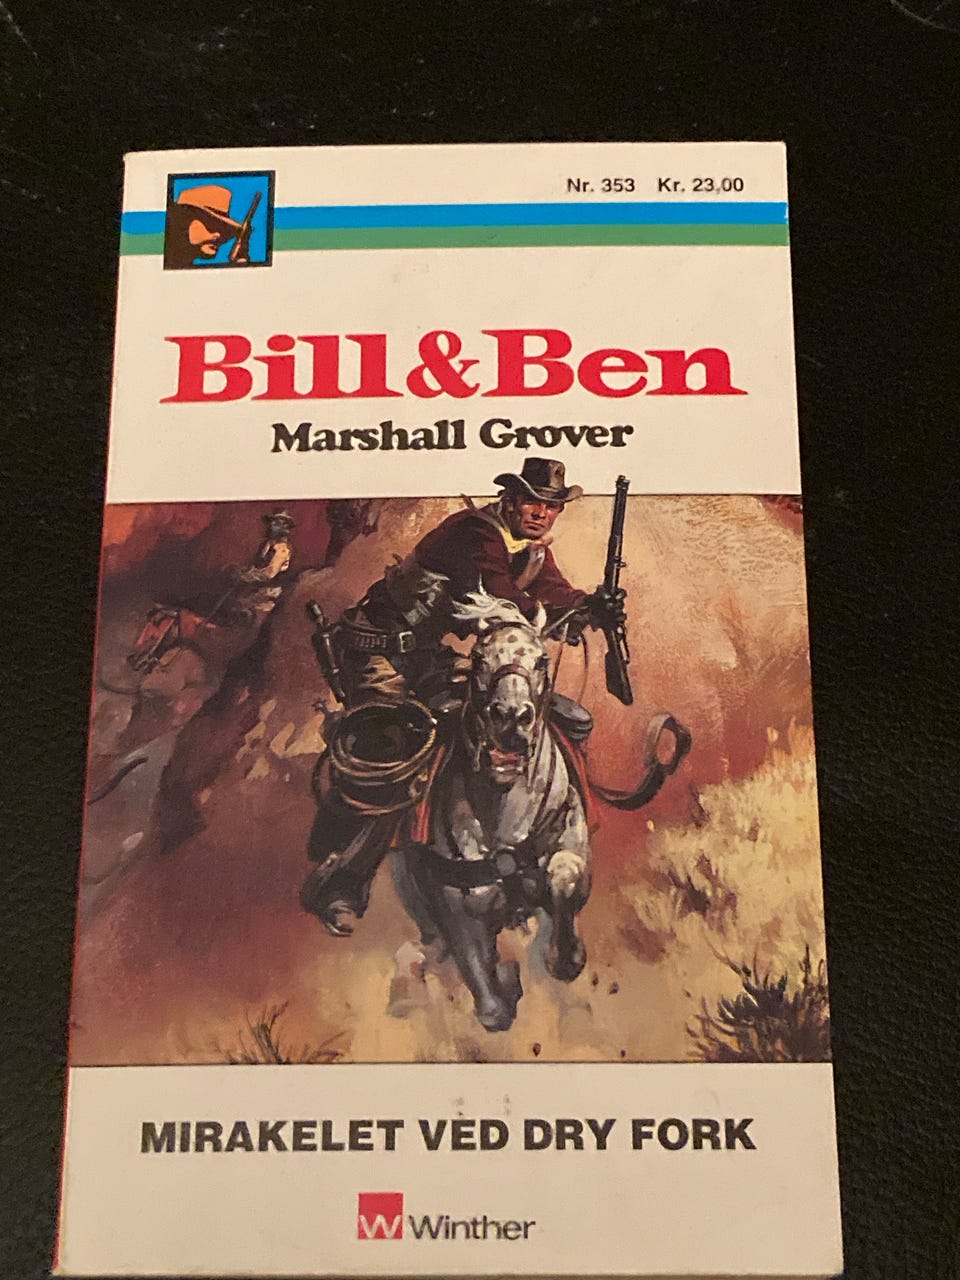 Nr. 353 Kr. 23,00
Bill & Ben
Marshall Grover
MIRAKELET VED DRY FORK
W Winther